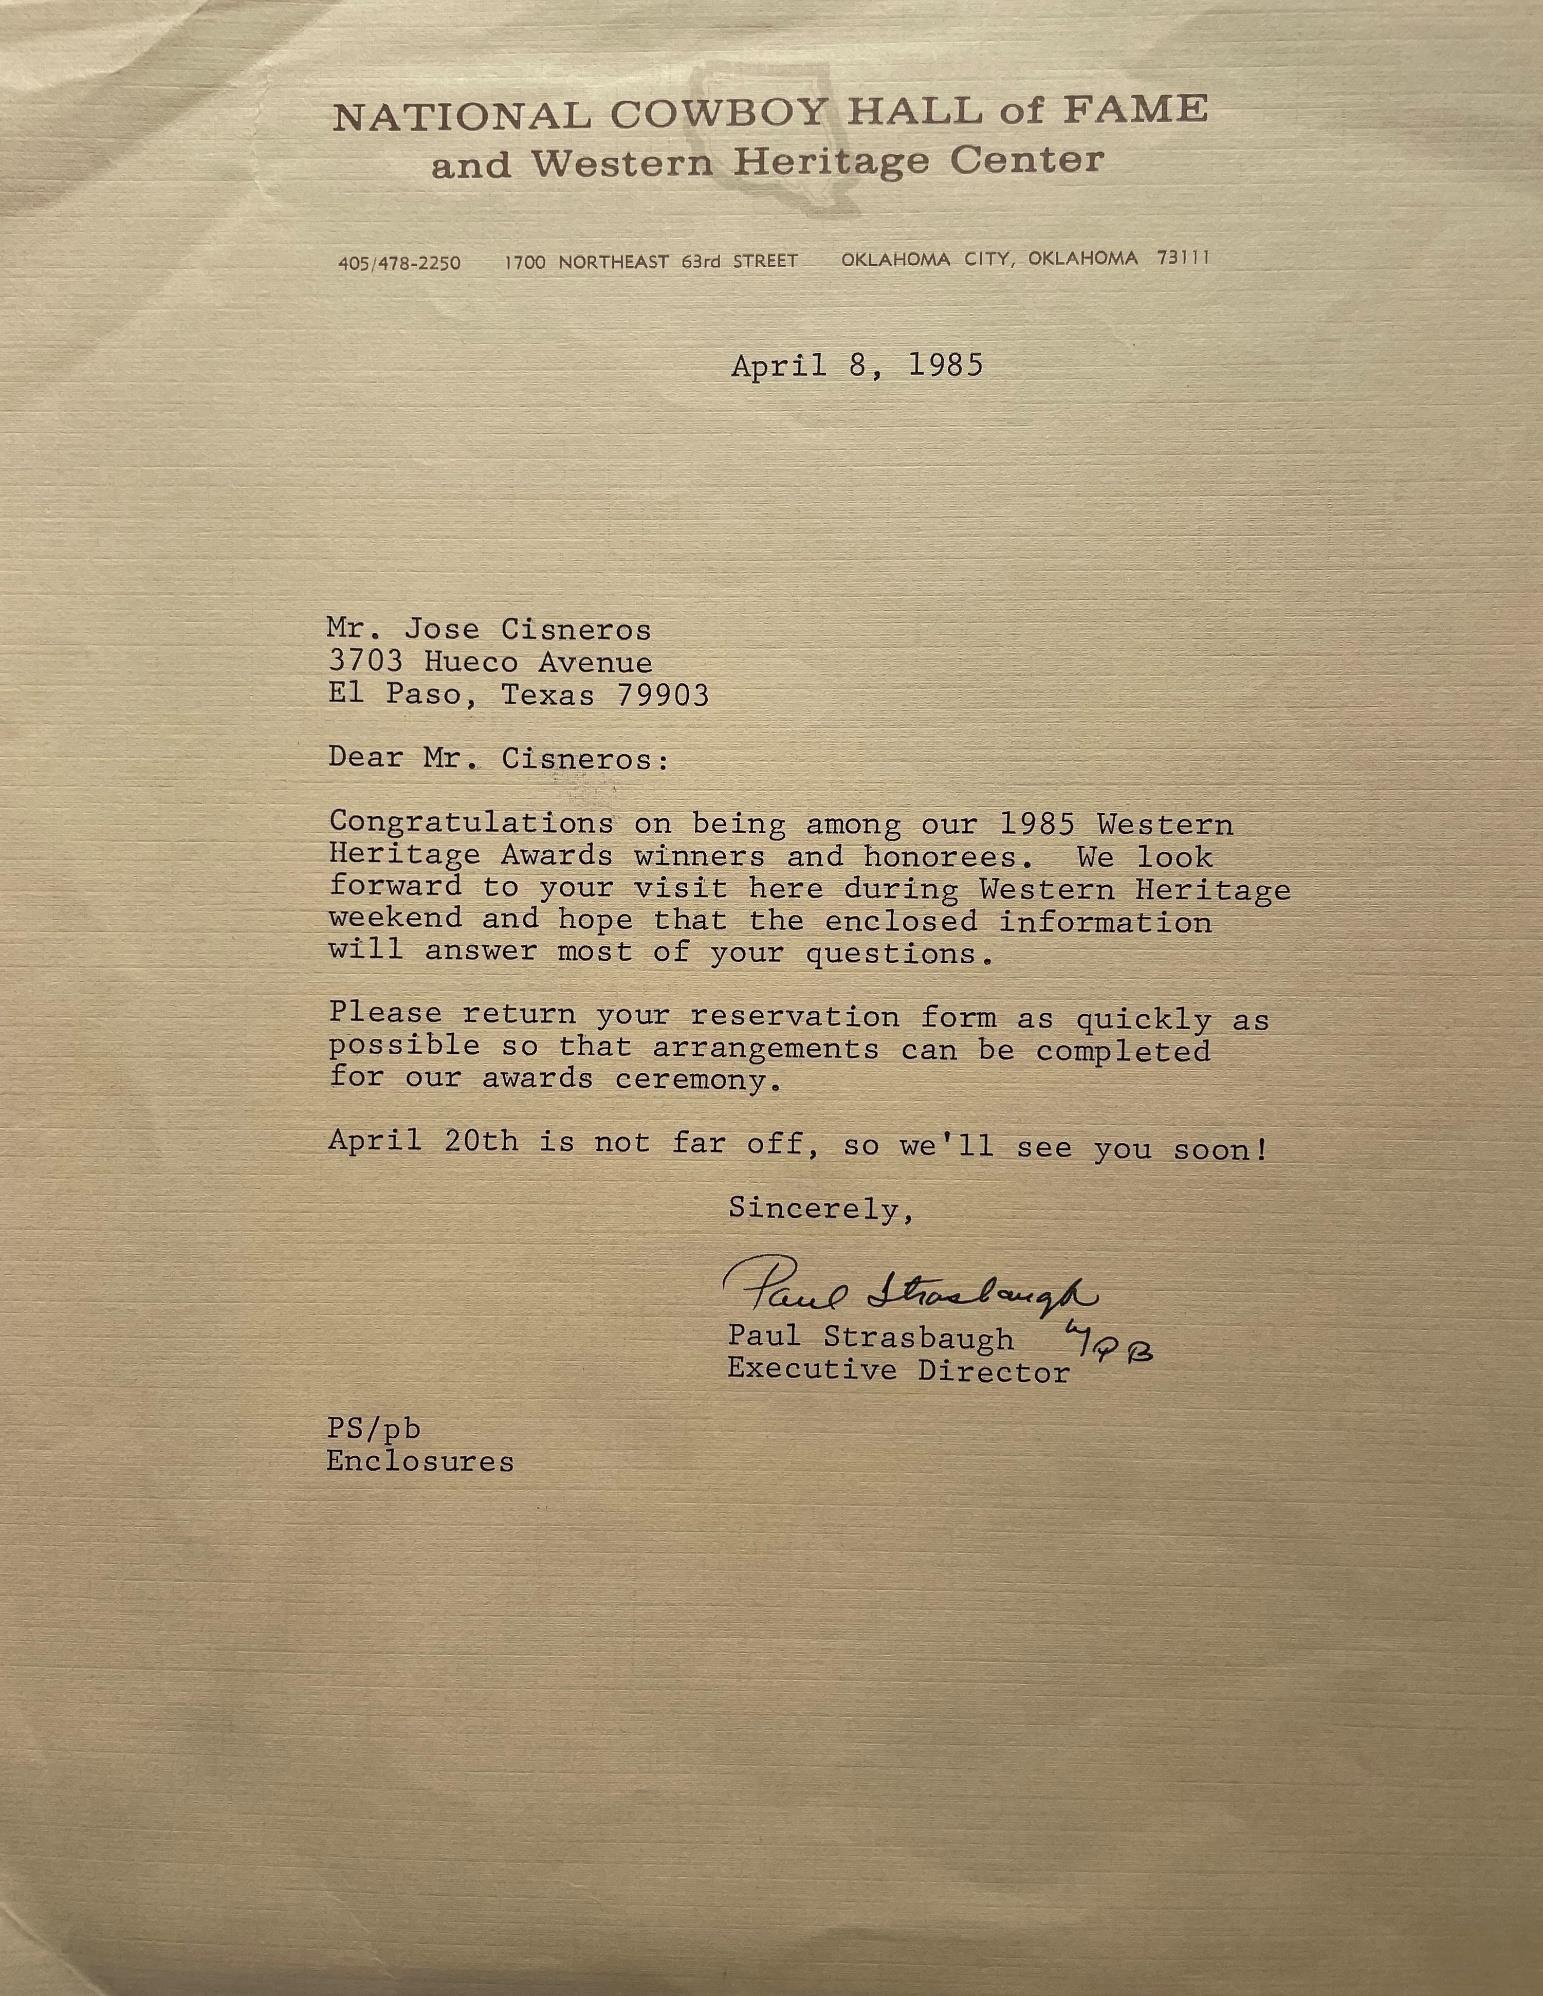 NATIONAL COWBOY HALL of FAME
and Western Heritage Center
405/478-2250 1700 NORTHEAST 63rd STREET OKLAHOMA CITY, OKLAHOMA 73111
April 8, 1985
Mr. Jose Cisneros
3703 Hueco Avenue
El Paso, Texas 79903
Dear Mr. Cisneros:
Congratulations on being among our 1985 Western
Heritage Awards winners and honorees. We look
forward to your visit here during Western Heritage
weekend and hope that the enclosed information
will answer most of your questions.
Please return your reservation form as quickly as
possible so that arrangements can be completed
for our awards ceremony.
April 20th is not far off, so we'll see you soon!
Sincerely,
Paul Strasbaugh
Paul Strasbaugh by PB
Executive Director
PS/pb
Enclosures